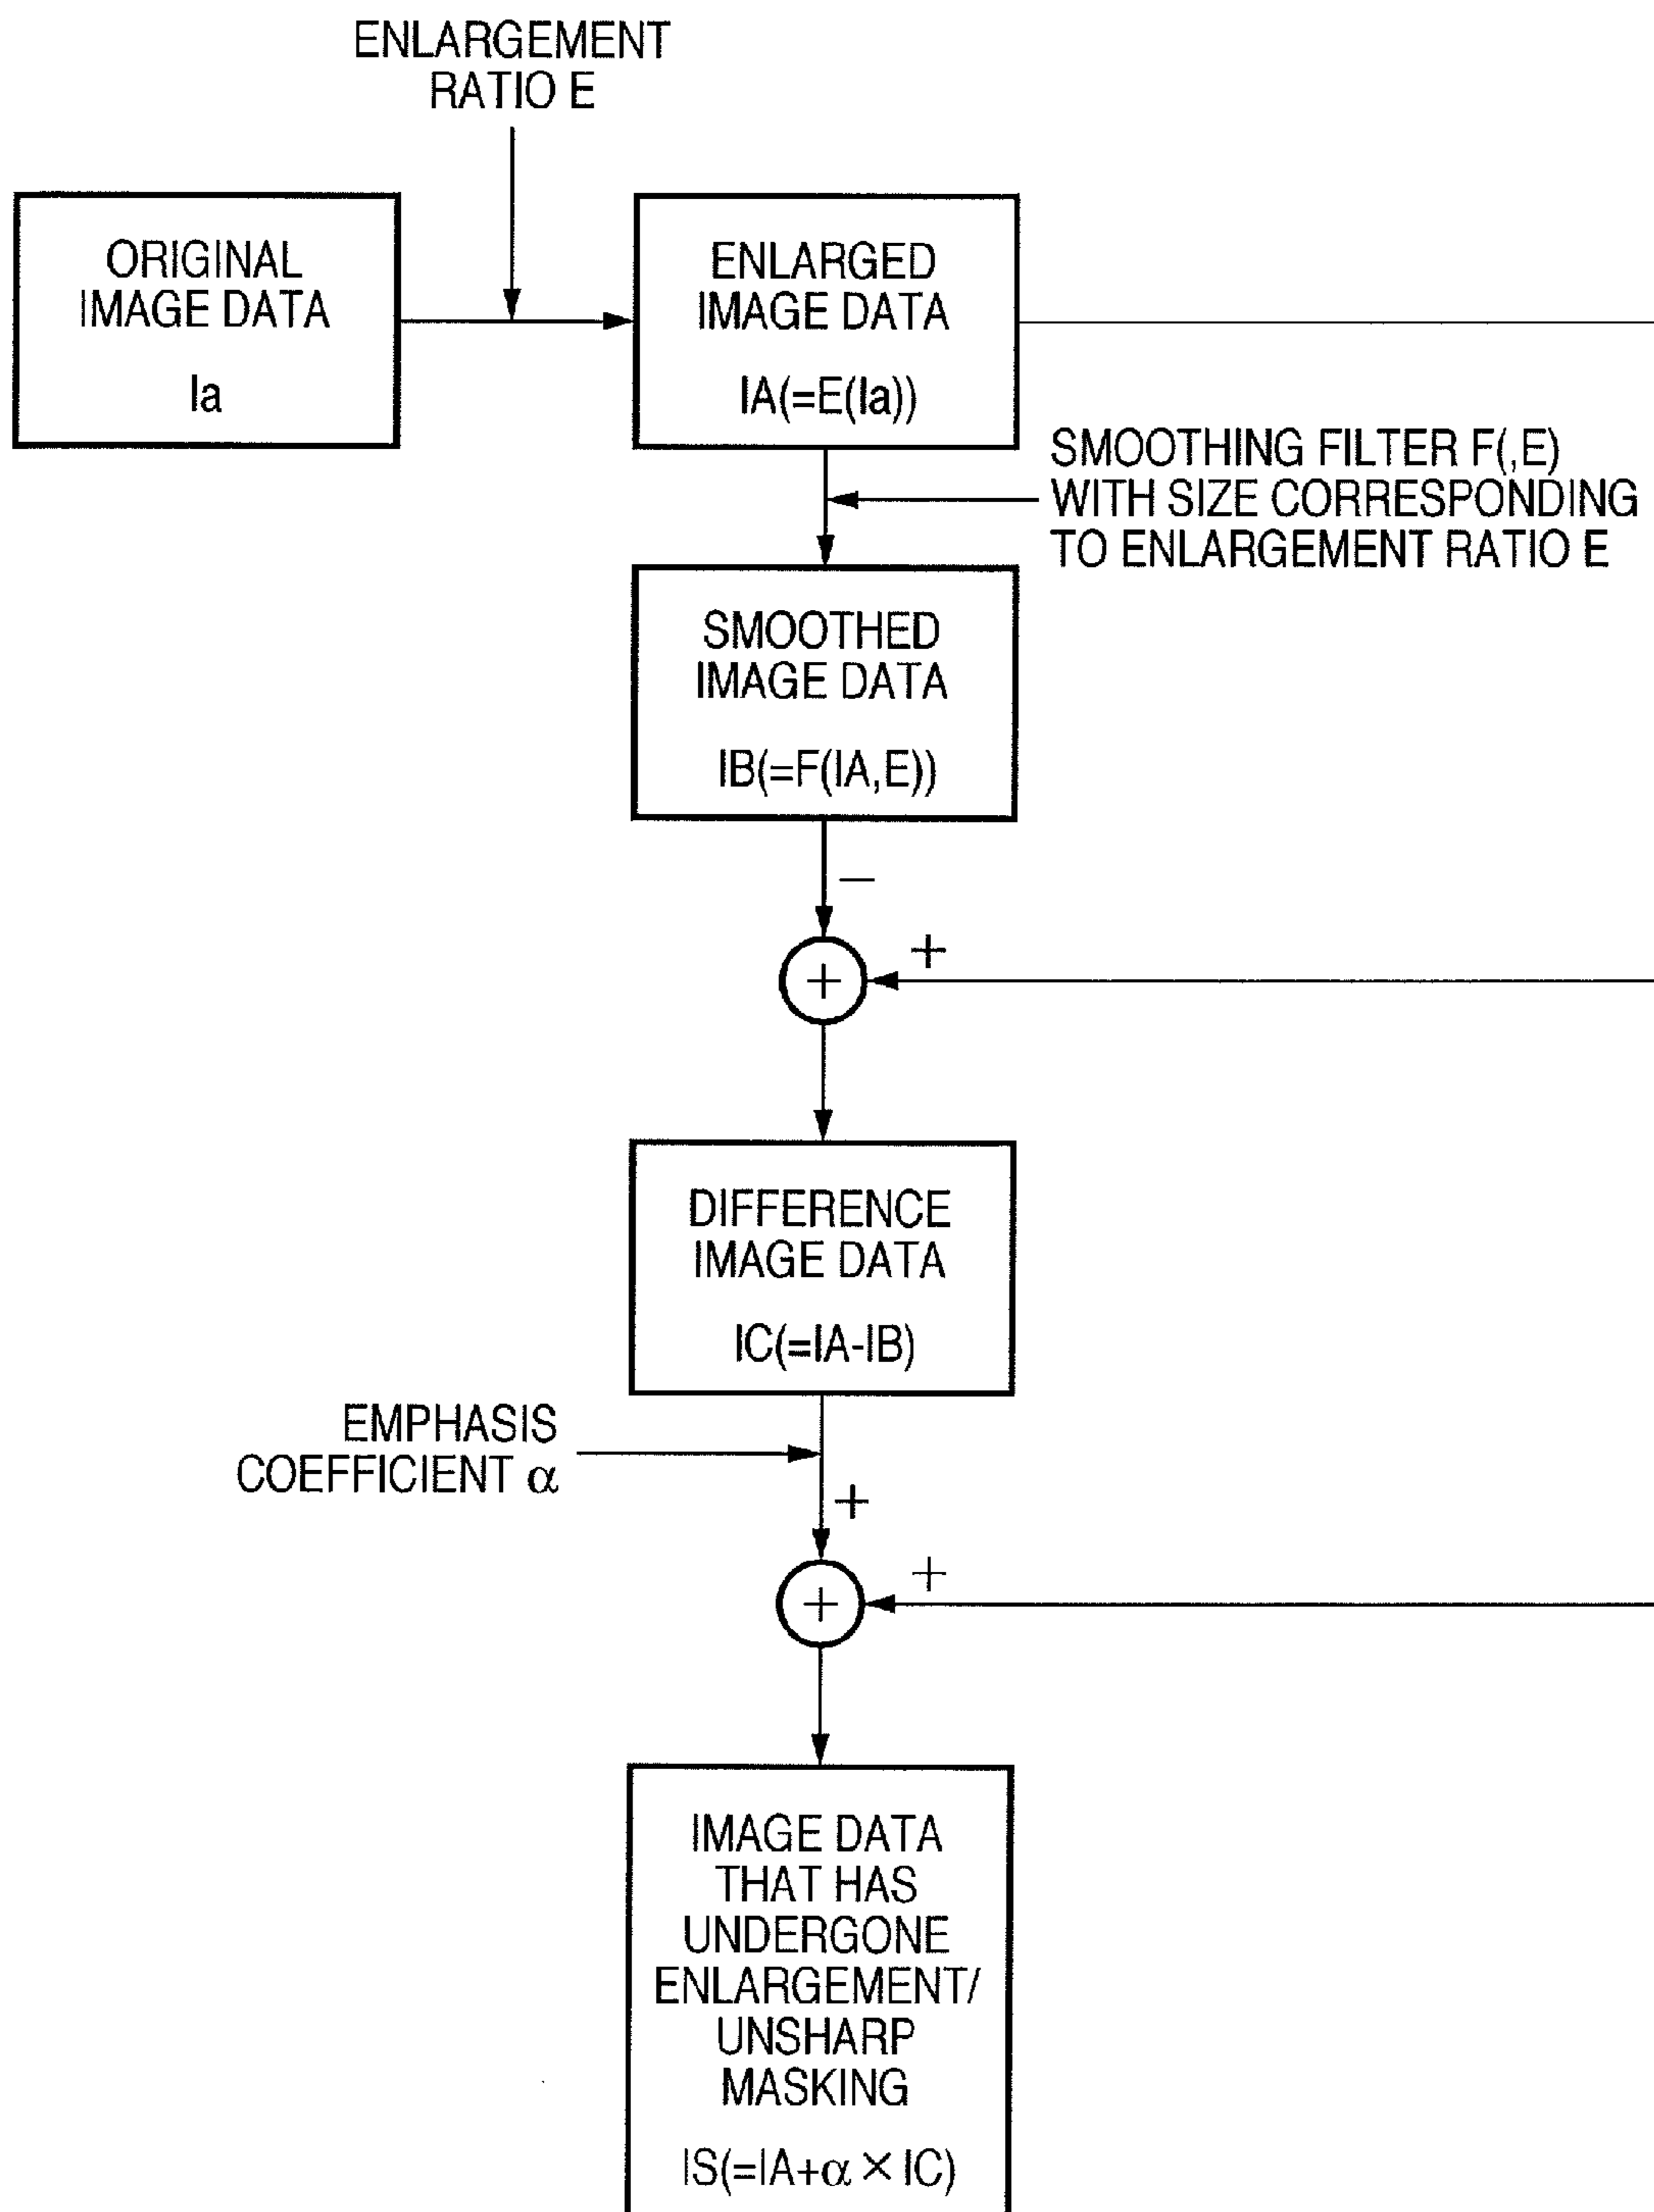 ENLARGEMENT
RATIO E
ORIGINAL
IMAGE DATA
Ia
ENLARGED
IMAGE DATA
IA(=E(Ia))
SMOOTHING FILTER F(,E)
WITH SIZE CORRESPONDING
TO ENLARGEMENT RATIO E
SMOOTHED
IMAGE DATA
IB(=F(IA,E))
−
+
+
DIFFERENCE
IMAGE DATA
IC(=IA-IB)
EMPHASIS
COEFFICIENT α
+
+
+
IMAGE DATA
THAT HAS
UNDERGONE
ENLARGEMENT/
UNSHARP
MASKING
IS(=IA+α × IC)